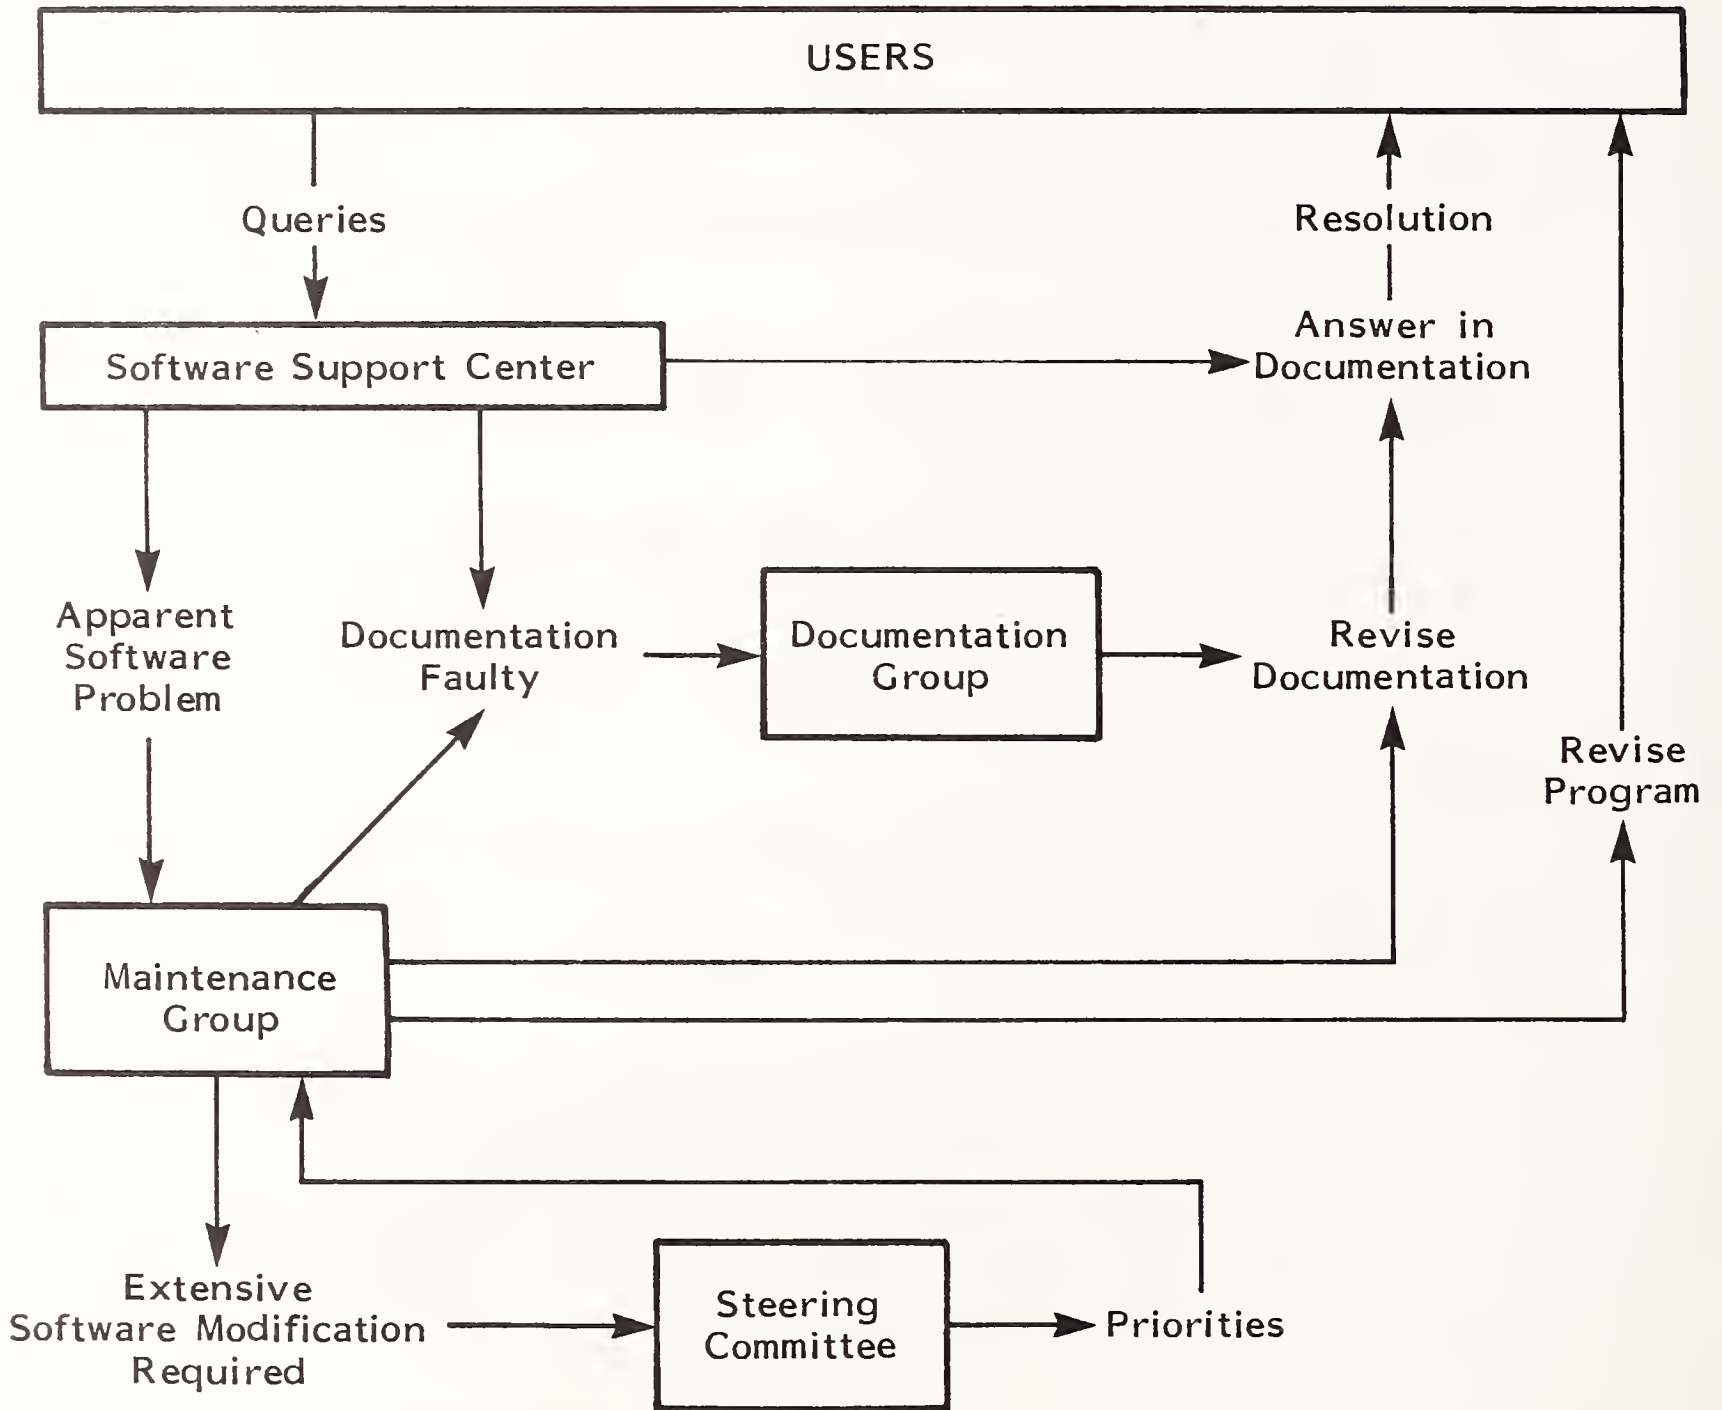 USERS
Queries
Resolution
Software Support Center
Answer in
Documentation
Apparent
Software
Problem
Documentation
Faulty
Documentation
Group
Revise
Documentation
Revise
Program
Maintenance
Group
Extensive
Software Modification
Required
Steering
Committee
Priorities